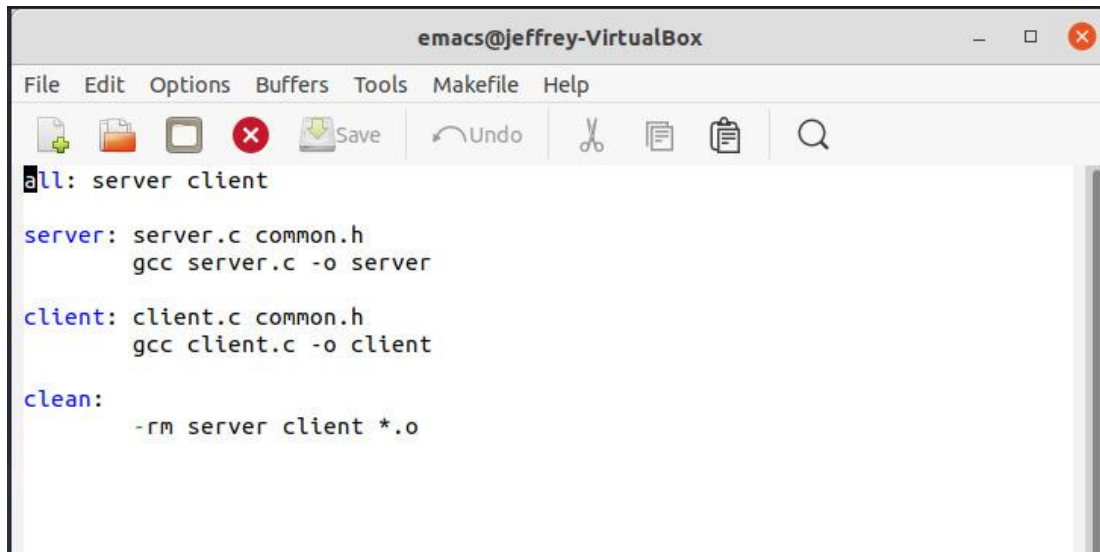 emacs@jeffrey-VirtualBox
File Edit Options Buffers Tools Makefile Help
Save Undo
all: server client
server: server.c common.h
gcc server.c -o server
client: client.c common.h
gcc client.c -o client
clean:
-rm server client *.o